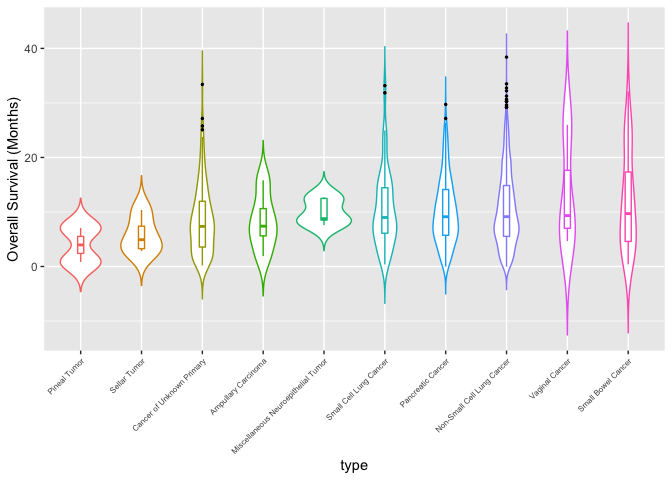 Overall Survival (Months)
40
20
0
Pineal Tumor
Sellar Tumor
Cancer of Unknown Primary
Ampullary Carcinoma
Miscellaneous Neuroepithelial Tumor
Small Cell Lung Cancer
Pancreatic Cancer
Non-Small Cell Lung Cancer
Vaginal Cancer
Small Bowel Cancer
type